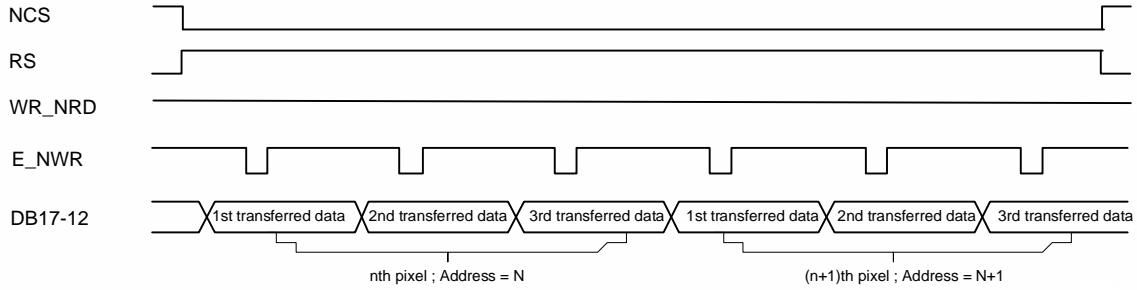 NCS
RS
WR_NRD
E_NWR
DB17-12 1st transferred data 2nd transferred data 3rd transferred data 1st transferred data 2nd transferred data 3rd transferred data
nth pixel ; Address = N (n+1)th pixel ; Address = N+1